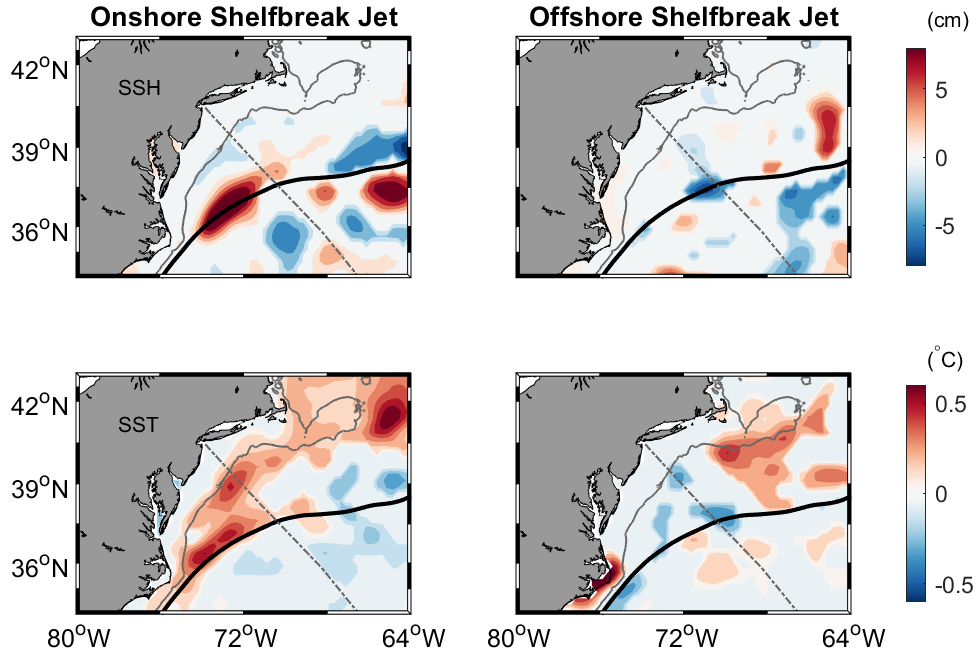 Onshore Shelfbreak Jet Offshore Shelfbreak Jet (cm)
42°N
SSH
5
39°N
0
36°N
-5
(°C)
42°N
SST
0.5
39°N
0
36°N
-0.5
80°W 72°W 64°W 80°W 72°W 64°W